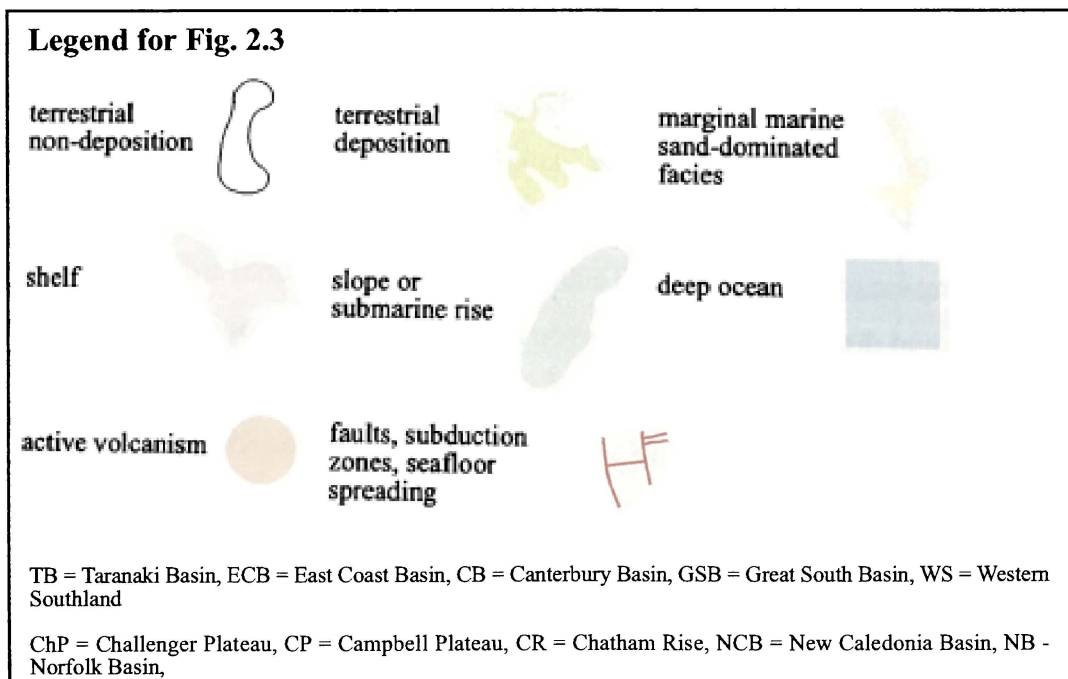 Legend for Fig. 2.3
terrestrial
non-deposition
terrestrial
deposition
marginal marine
sand-dominated
facies
shelf
slope or
submarine rise
deep ocean
active volcanism
faults, subduction
zones, seafloor
spreading
TB = Taranaki Basin, ECB = East Coast Basin, CB = Canterbury Basin, GSB = Great South Basin, WS = Western
Southland
ChP = Challenger Plateau, CP = Campbell Plateau, CR = Chatham Rise, NCB = New Caledonia Basin, NB -
Norfolk Basin,